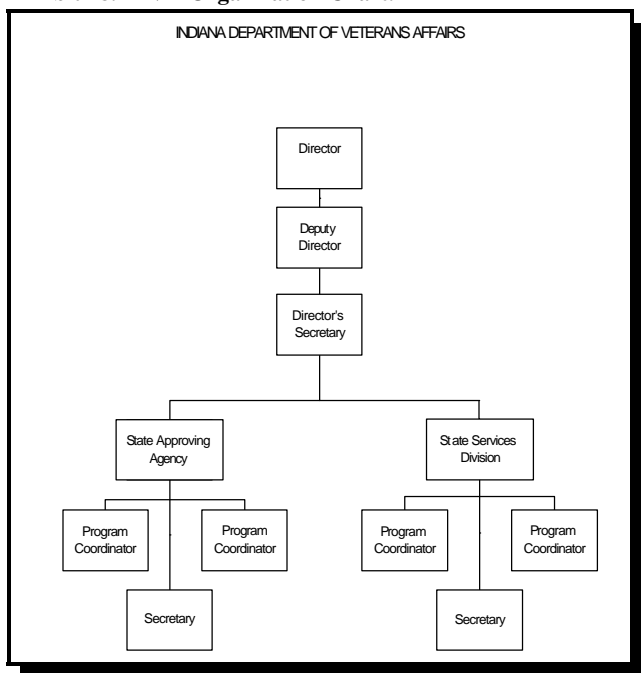 INDIANA DEPARTMENT OF VETERANS AFFAIRS
Director
Deputy
Director
Director's
Secretary
State Approving
Agency
State Services
Division
Program
Coordinator
Program
Coordinator
Program
Coordinator
Program
Coordinator
Secretary
Secretary